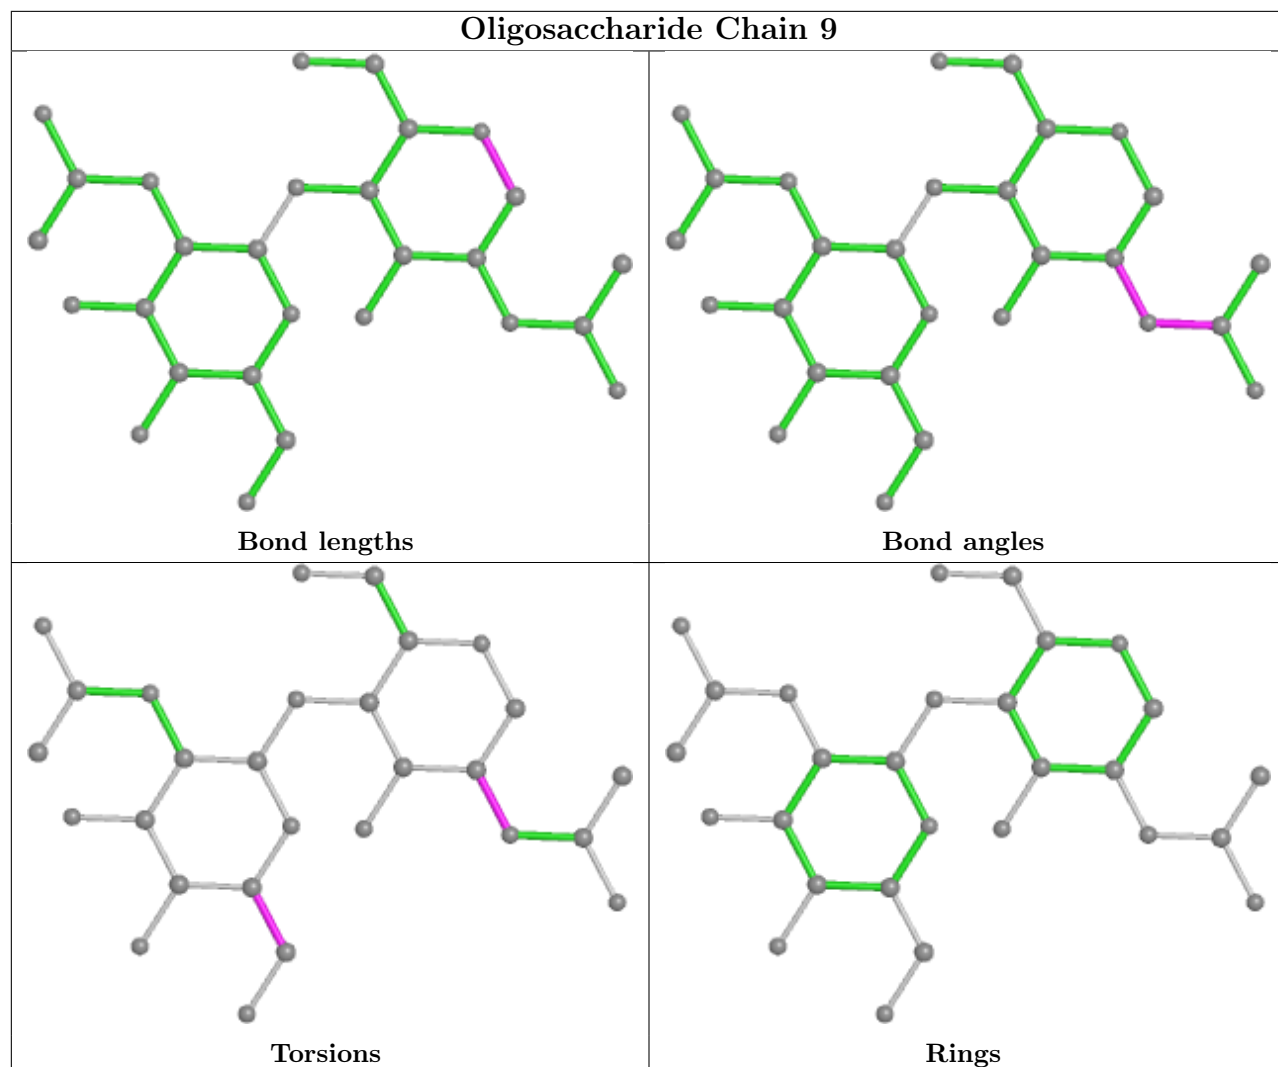 Oligosaccharide Chain 9
Bond lengths
Bond angles
Torsions
Rings